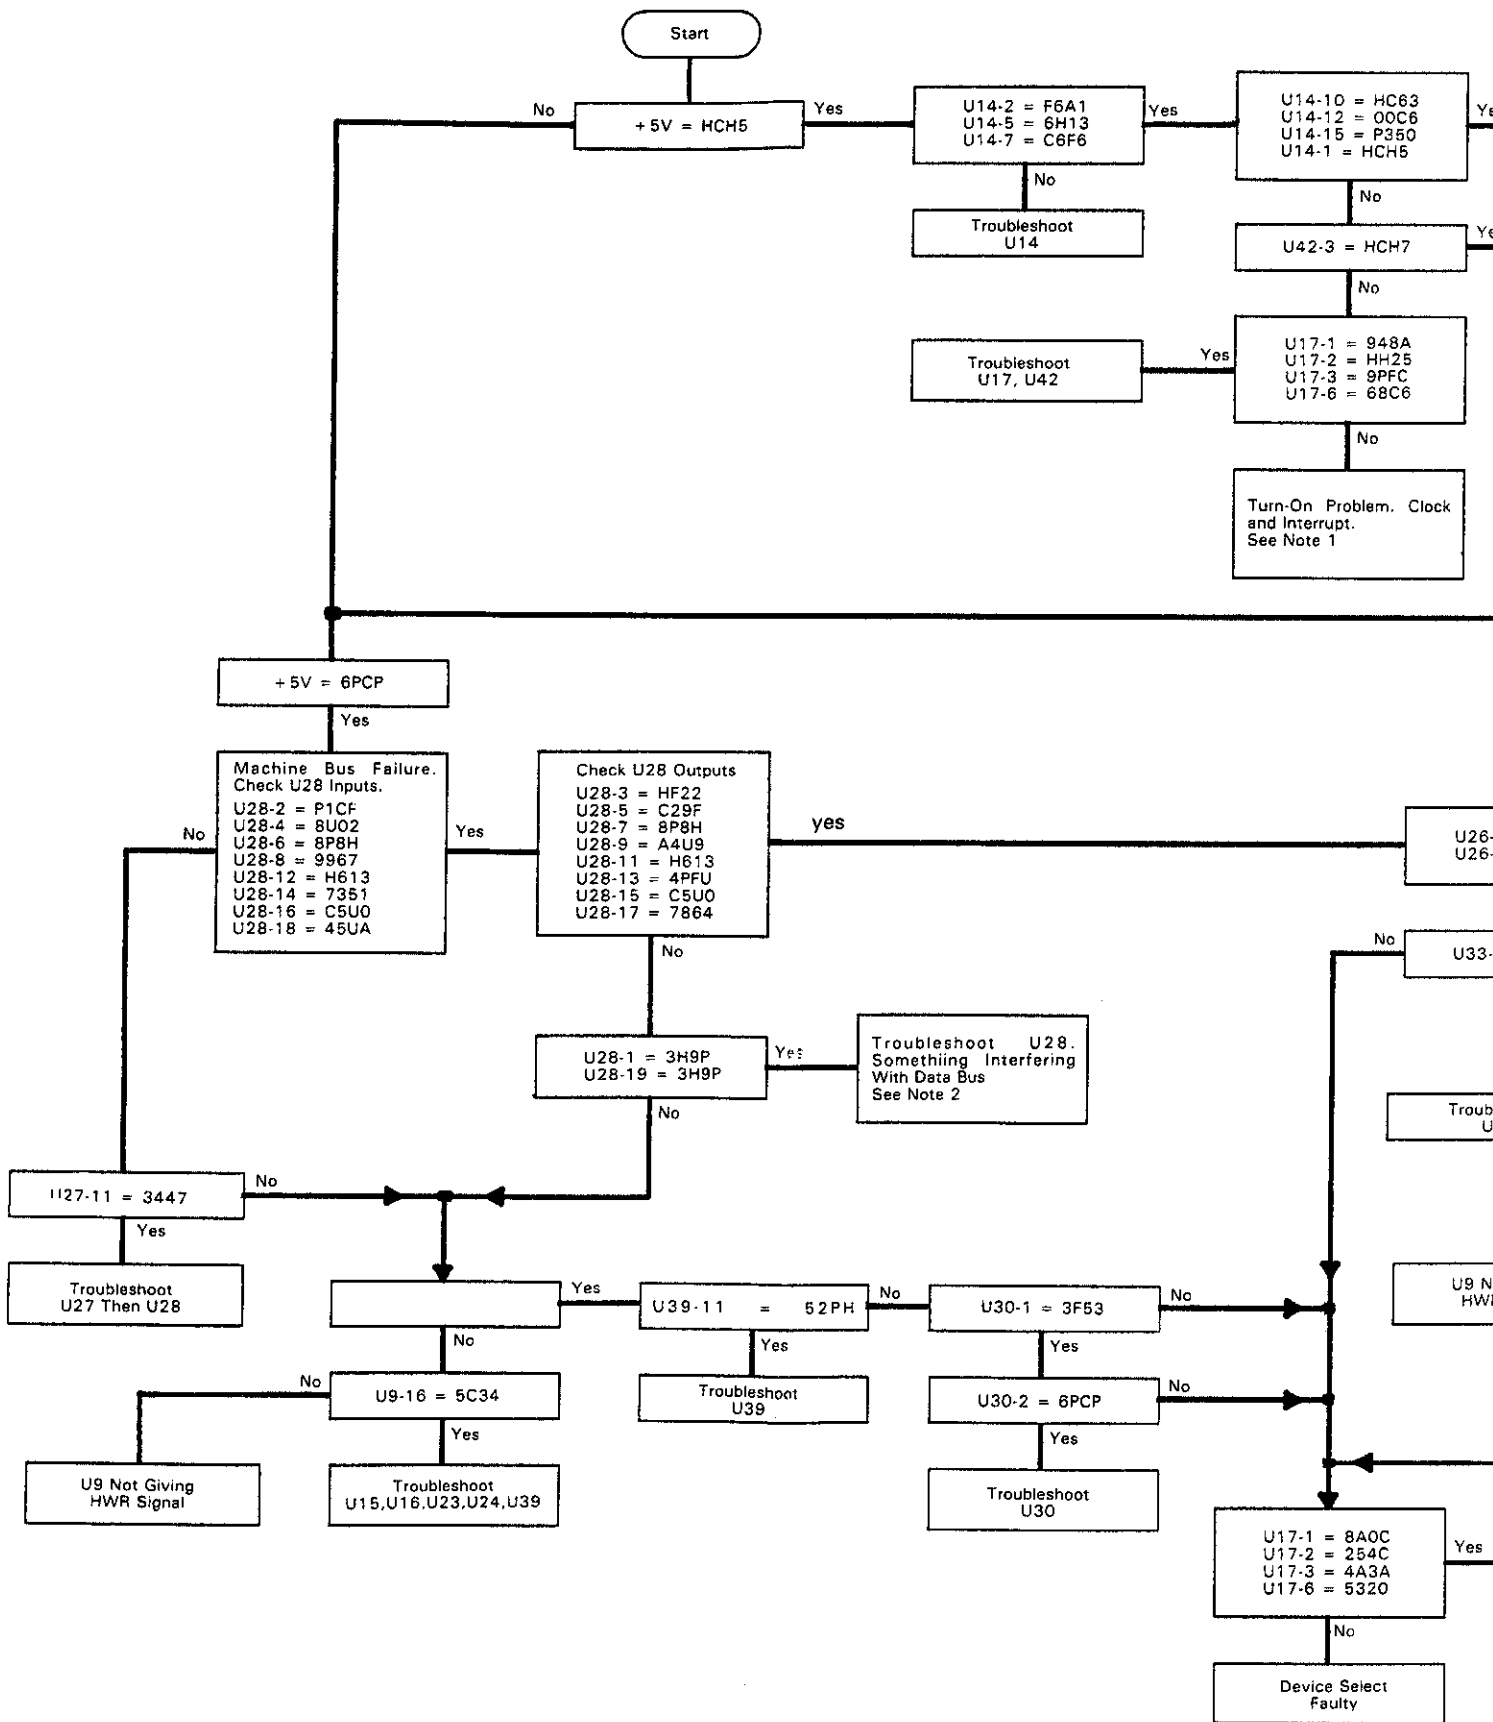 Start
No
+5V = HCH5
Yes
U14-2 = F6A1
U14-5 = 6H13
U14-7 = C6F6
Yes
No
Troubleshoot
U14
U14-10 = HC63
U14-12 = 00C6
U14-15 = P350
U14-1 = HCH5
No
U42-3 = HCH7
No
U17-1 = 948A
U17-2 = HH25
U17-3 = 9PFC
U17-6 = 68C6
Yes
Troubleshoot
U17, U42
No
Turn-On Problem. Clock
and Interrupt.
See Note 1
+5V = 6PCP
Yes
Machine Bus Failure.
Check U28 Inputs.
U28-2 = P1CF
U28-4 = 8U02
U28-6 = 8P8H
U28-8 = 9967
U28-12 = H613
U28-14 = 7351
U28-16 = C5U0
U28-18 = 45UA
No
Yes
Check U28 Outputs
U28-3 = HF22
U28-5 = C29F
U28-7 = 8P8H
U28-9 = A4U9
U28-11 = H613
U28-13 = 4PFU
U28-15 = C5U0
U28-17 = 7864
yes
U26-
U26-
No
No
U33-
U28-1 = 3H9P
U28-19 = 3H9P
Yes
Troubleshoot U28.
Somethiing Interfering
With Data Bus
See Note 2
No
Troub
U
U27-11 = 3447
No
Yes
Troubleshoot
U27 Then U28
Yes
No
U39-11 = 52PH
No
Yes
Troubleshoot
U39
U30-1 = 3F53
No
Yes
U9 N
HWR
U9-16 = 5C34
No
Yes
U9 Not Giving
HWR Signal
Troubleshoot
U15,U16,U23,U24,U39
U30-2 = 6PCP
No
Yes
Troubleshoot
U30
U17-1 = 8A0C
U17-2 = 254C
U17-3 = 4A3A
U17-6 = 5320
Yes
No
Device Select
Faulty